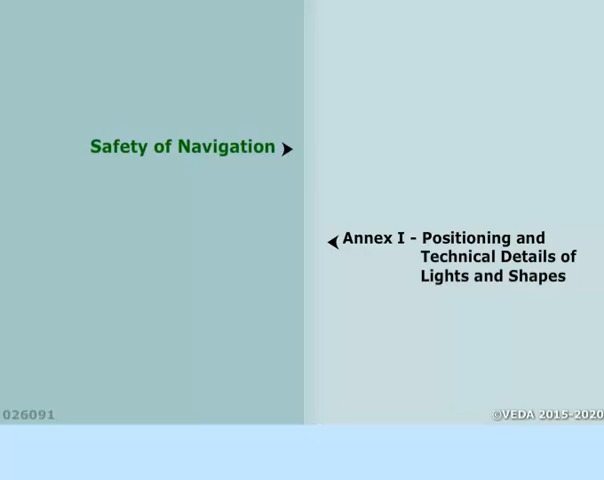 Safety of Navigation
Annex I - Positioning and
Technical Details of
Lights and Shapes
026091
©VEDA 2015-2020